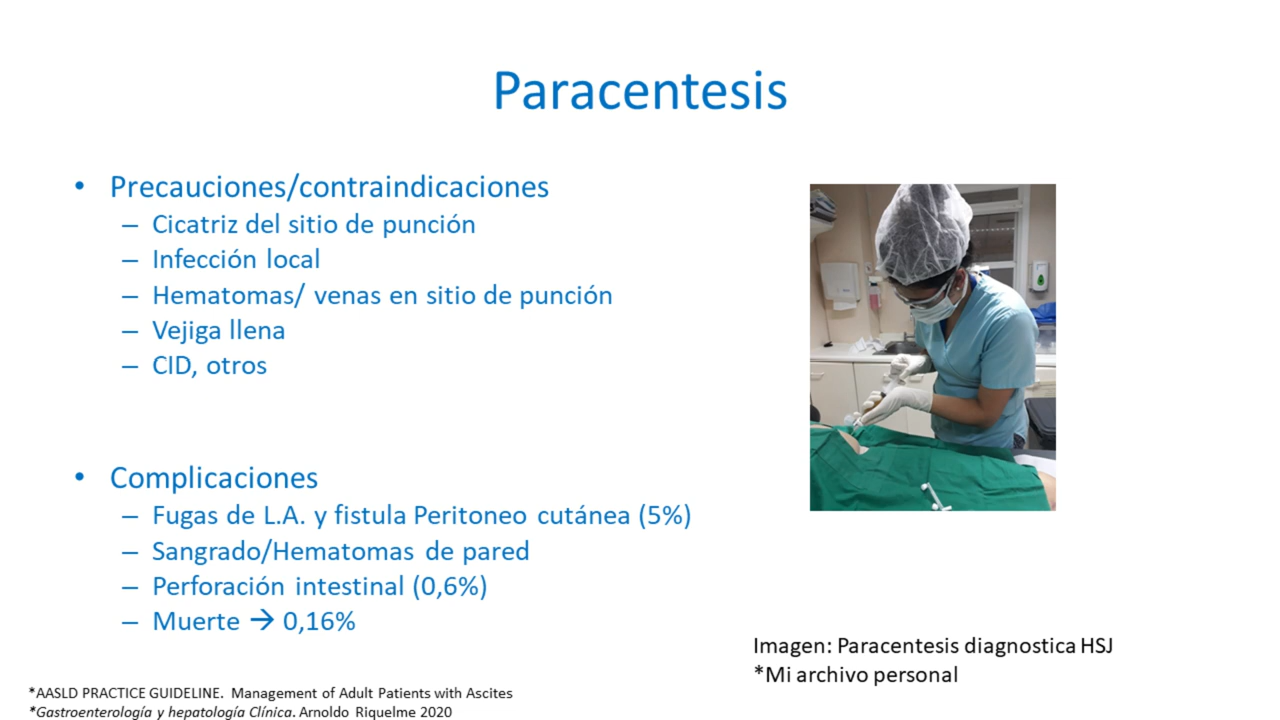 Paracentesis
• Precauciones/contraindicaciones
– Cicatriz del sitio de punción
– Infección local
– Hematomas/ venas en sitio de punción
– Vejiga llena
– CID, otros
• Complicaciones
– Fugas de L.A. y fistula Peritoneo cutánea (5%)
– Sangrado/Hematomas de pared
– Perforación intestinal (0,6%)
– Muerte → 0,16%
Imagen: Paracentesis diagnostica HSJ
*Mi archivo personal
*AASLD PRACTICE GUIDELINE. Management of Adult Patients with Ascites
*Gastroenterología y hepatología Clínica. Arnoldo Riquelme 2020